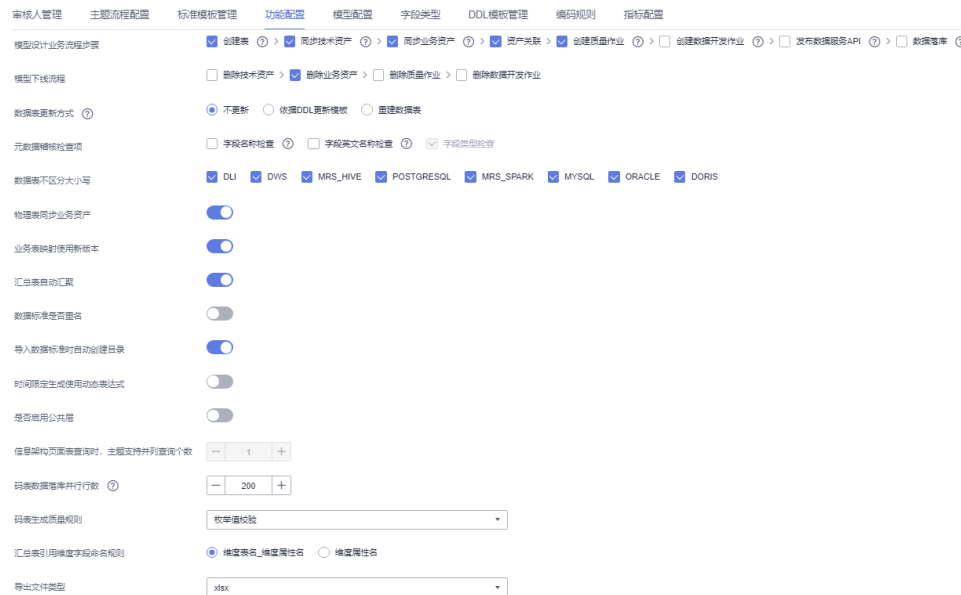 审核人管理 主题流程配置 标准模板管理 功能配置 模型配置 字段类型 DDL模板管理 编码规则 指标配置
模型设计业务流程步骤 创建表 ? > 同步技术资产 ? > 同步业务资产 ? > 资产关联 > 创建质量作业 ? > 创建数据开发作业 ? > 发布数据服务API ? > 数据落库 ?
模型下线流程 删除技术资产 > 删除业务资产 > 删除质量作业 > 删除数据开发作业
数据表更新方式 ? 不更新 依据DDL更新模板 重建数据表
元数据稽核检查项 字段名称检查 ? 字段英文名称检查 ? 字段类型检查
数据表不区分大小写 DLI DWS MRS_HIVE POSTGRESQL MRS_SPARK MYSQL ORACLE DORIS
物理表同步业务资产
业务表映射使用新版本
汇总表自动汇聚
数据标准是否重名
导入数据标准时自动创建目录
时间限定生成使用动态表达式
是否启用公共层
信息架构页面表查询时，主题支持并列查询个数 − 1 +
码表数据落库并行行数 ? − 200 +
码表生成质量规则 枚举值校验
汇总表引用维度字段命名规则 维度表名_维度属性名 维度属性名
导出文件类型 xlsx